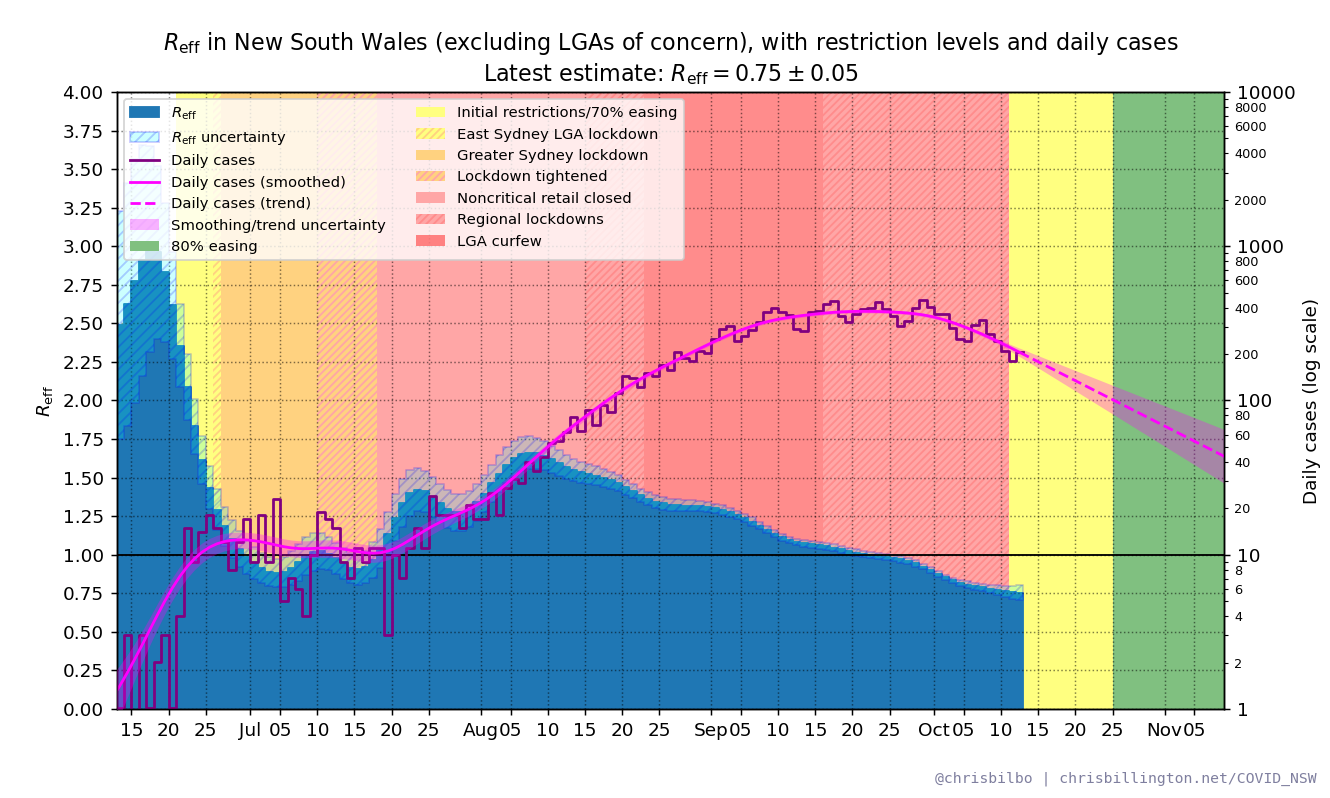 R_eff in New South Wales (excluding LGAs of concern), with restriction levels and daily cases
Latest estimate: R_eff = 0.75 ± 0.05
R_eff
R_eff uncertainty
Daily cases
Daily cases (smoothed)
Daily cases (trend)
Smoothing/trend uncertainty
80% easing
Initial restrictions/70% easing
East Sydney LGA lockdown
Greater Sydney lockdown
Lockdown tightened
Noncritical retail closed
Regional lockdowns
LGA curfew
R_eff
4.00
3.75
3.50
3.25
3.00
2.75
2.50
2.25
2.00
1.75
1.50
1.25
1.00
0.75
0.50
0.25
0.00
10000
8000
6000
4000
2000
1000
800
600
400
200
100
80
60
40
20
10
8
6
4
2
1
Daily cases (log scale)
15 20 25 Jul 05 10 15 20 25 Aug 05 10 15 20 25 Sep 05 10 15 20 25 Oct 05 10 15 20 25 Nov 05
@chrisbilbo | chrisbillington.net/COVID_NSW